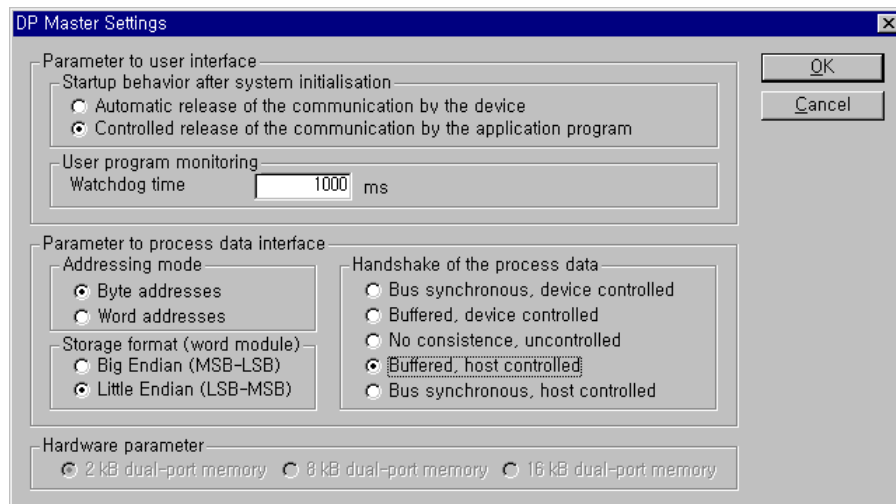 DP Master Settings
Parameter to user interface
Startup behavior after system initialisation
Automatic release of the communication by the device
Controlled release of the communication by the application program
User program monitoring
Watchdog time 1000 ms
OK
Cancel
Parameter to process data interface
Addressing mode
Byte addresses
Word addresses
Storage format (word module)
Big Endian (MSB-LSB)
Little Endian (LSB-MSB)
Handshake of the process data
Bus synchronous, device controlled
Buffered, device controlled
No consistence, uncontrolled
Buffered, host controlled
Bus synchronous, host controlled
Hardware parameter
2 kB dual-port memory 8 kB dual-port memory 16 kB dual-port memory